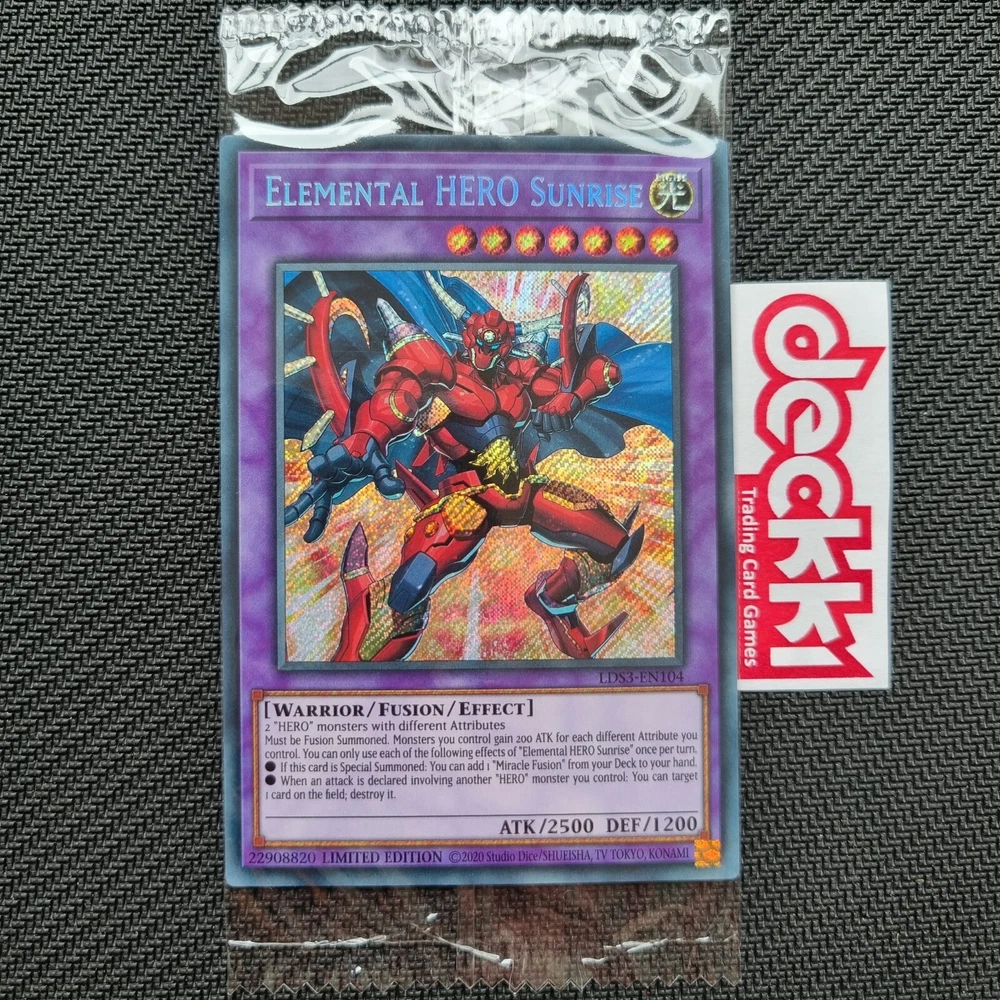 ELEMENTAL HERO SUNRISE 光
LDS3-EN104
[WARRIOR/FUSION/EFFECT]
2 "HERO" monsters with different Attributes
Must be Fusion Summoned. Monsters you control gain 200 ATK for each different Attribute you
control. You can only use each of the following effects of "Elemental HERO Sunrise" once per turn.
● If this card is Special Summoned: You can add 1 "Miracle Fusion" from your Deck to your hand.
● When an attack is declared involving another "HERO" monster you control: You can target
1 card on the field; destroy it.
ATK/2500 DEF/1200
22908820 LIMITED EDITION ©2020 Studio Dice/SHUEISHA, TV TOKYO, KONAMI
dekki
Trading Card Games